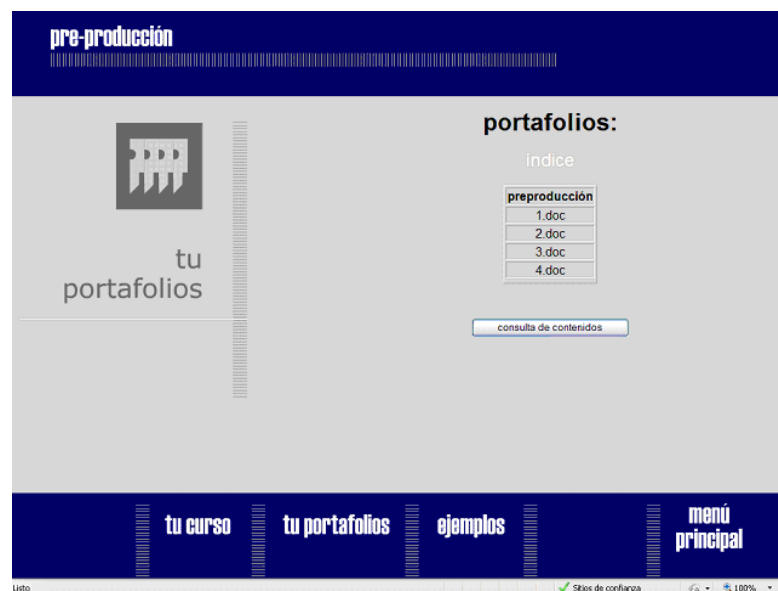 pre-producción
portafolios:
índice
tu
portafolios
preproducción
1.doc
2.doc
3.doc
4.doc
consulta de contenidos
tu curso
tu portafolios
ejemplos
menú
principal
Listo
Sitios de confianza
100%